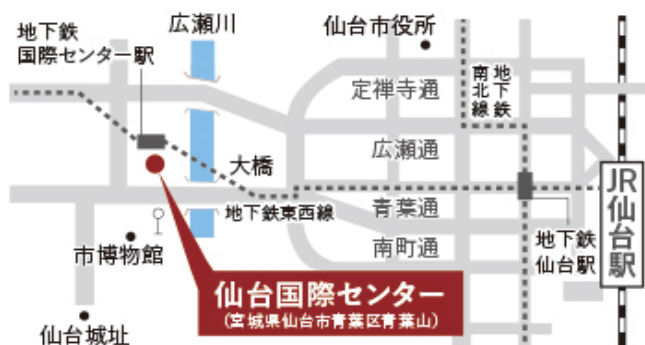 地下鉄
国際センター駅
広瀬川
仙台市役所
定禅寺通
地下鉄
南北線
広瀬通
大橋
地下鉄東西線
青葉通
南町通
JR仙台駅
地下鉄
仙台駅
市博物館
仙台国際センター
(宮城県仙台市青葉区青葉山)
仙台城址